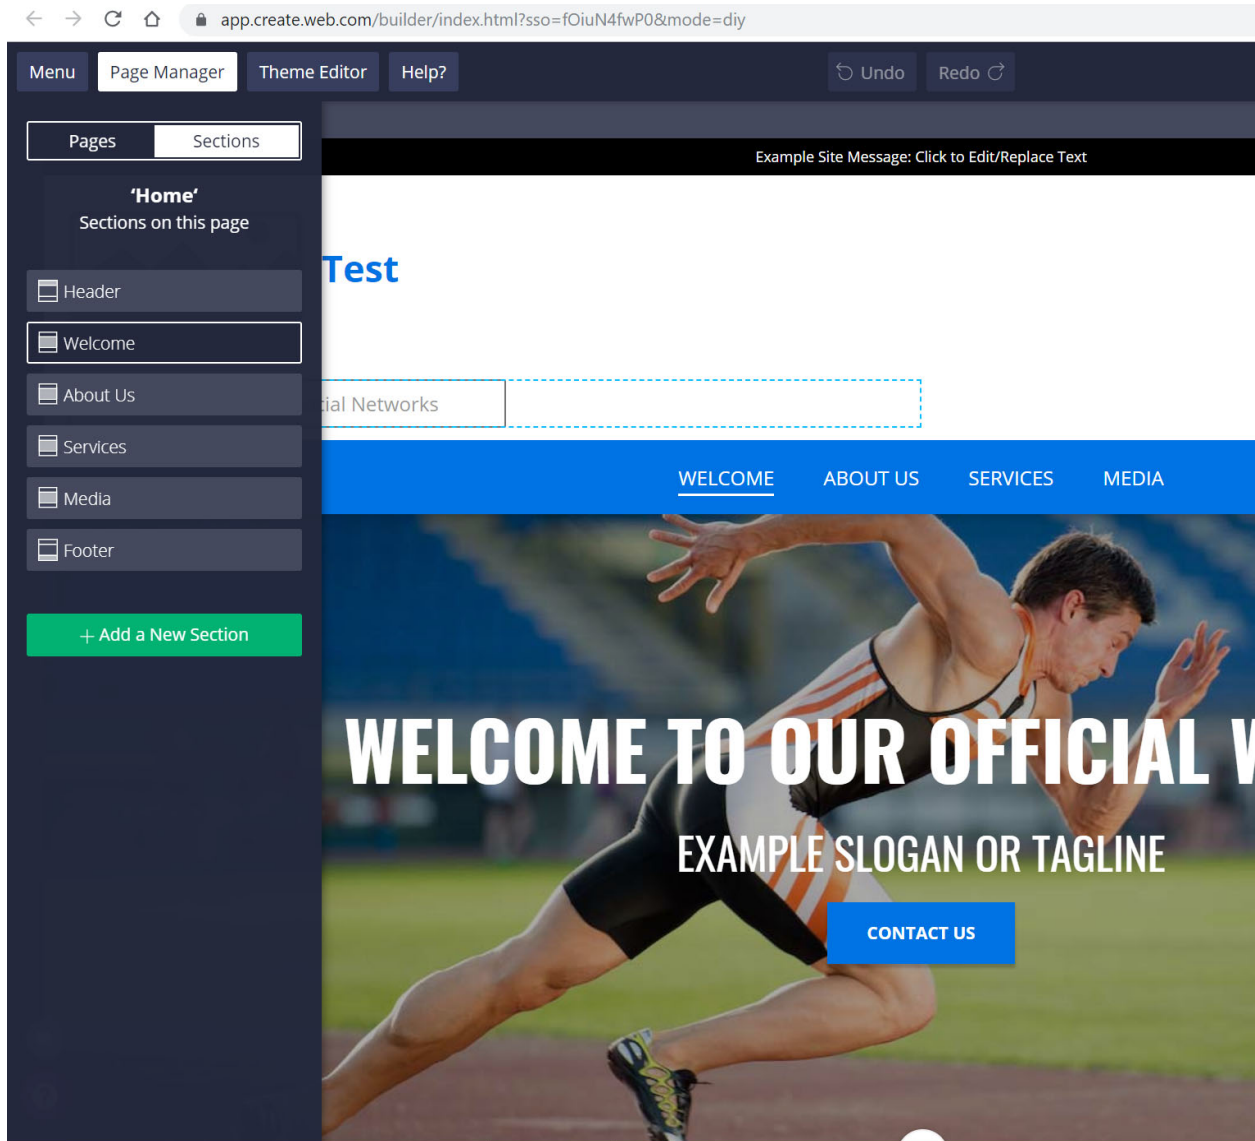 app.create.web.com/builder/index.html?sso=fOiuN4fwP0&mode=diy
Menu
Page Manager
Theme Editor
Help?
Undo
Redo
Pages
Sections
Example Site Message: Click to Edit/Replace Text
‘Home‘
Sections on this page
Test
Header
Welcome
About Us
Services
Media
Footer
+ Add a New Section
ial Networks
WELCOME
ABOUT US
SERVICES
MEDIA
WELCOME TO OUR OFFICIAL
EXAMPLE SLOGAN OR TAGLINE
CONTACT US